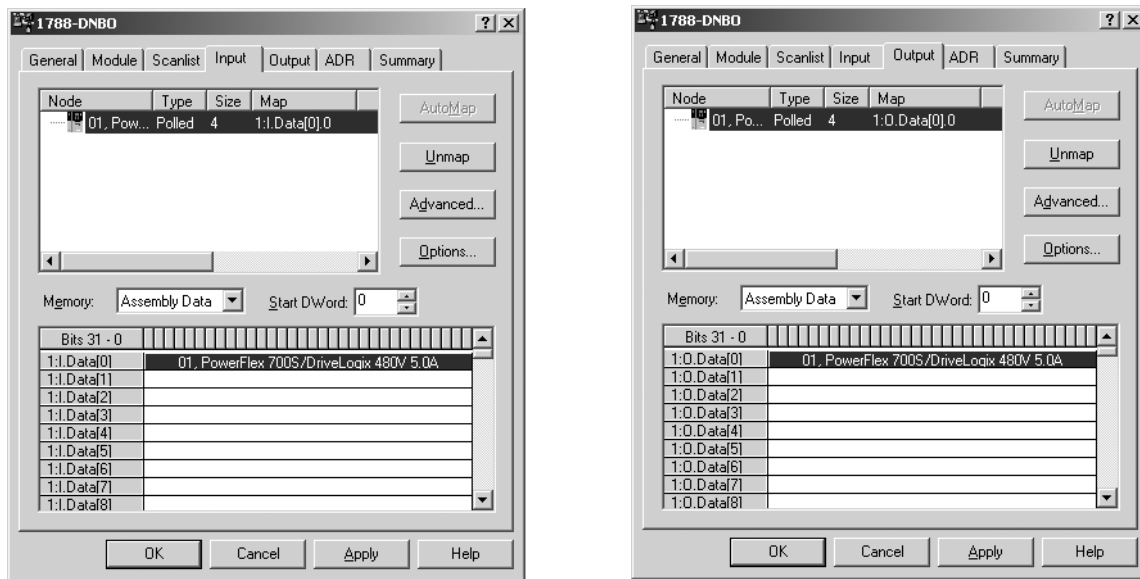 1788-DNBO
General Module Scanlist Input Output ADR Summary
Node Type Size Map
01, Pow... Polled 4 1:I.Data[0].0
AutoMap
Unmap
Advanced...
Options...
Memory: Assembly Data Start DWord: 0
Bits 31 - 0
1:I.Data[0] 01, PowerFlex 700S/DriveLogix 480V 5.0A
1:I.Data[1]
1:I.Data[2]
1:I.Data[3]
1:I.Data[4]
1:I.Data[5]
1:I.Data[6]
1:I.Data[7]
1:I.Data[8]
OK Cancel Apply Help
1788-DNBO
General Module Scanlist Input Output ADR Summary
Node Type Size Map
01, Po... Polled 4 1:O.Data[0].0
AutoMap
Unmap
Advanced...
Options...
Memory: Assembly Data Start DWord: 0
Bits 31 - 0
1:O.Data[0] 01, PowerFlex 700S/DriveLogix 480V 5.0A
1:O.Data[1]
1:O.Data[2]
1:O.Data[3]
1:O.Data[4]
1:O.Data[5]
1:O.Data[6]
1:O.Data[7]
1:O.Data[8]
OK Cancel Apply Help